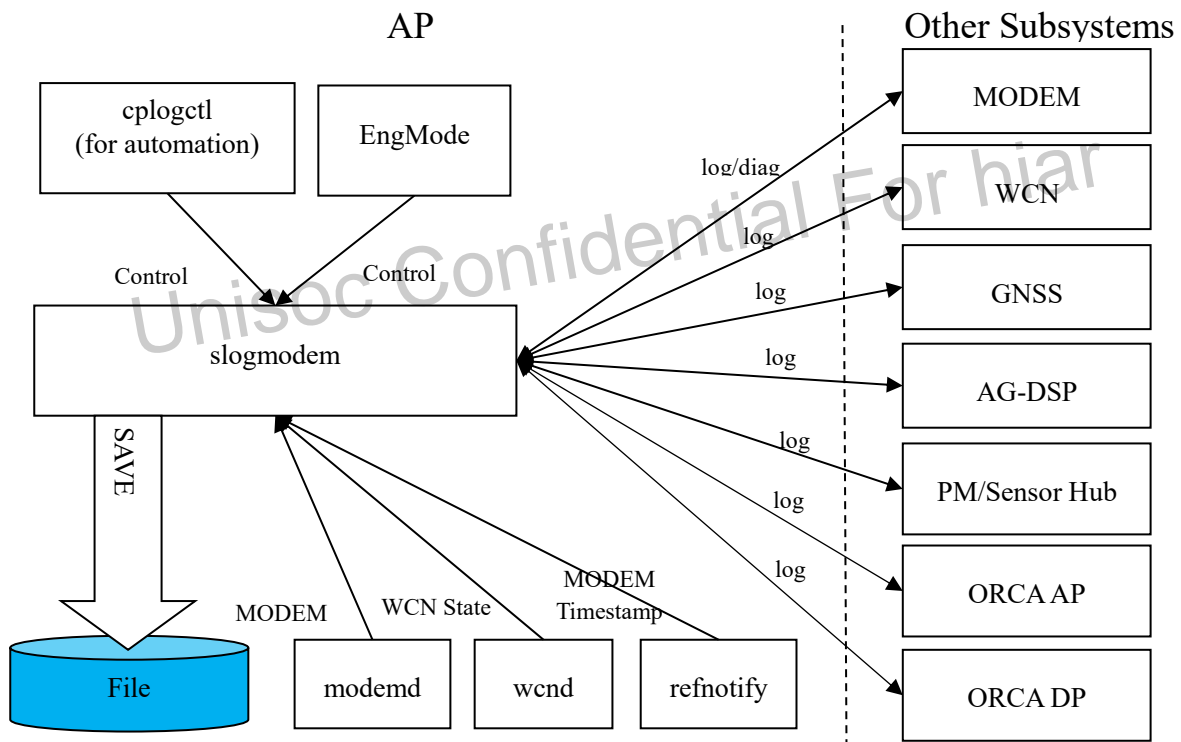 AP
Other Subsystems
cplogctl
(for automation)
EngMode
MODEM
WCN
GNSS
AG-DSP
PM/Sensor Hub
ORCA AP
ORCA DP
log/diag
log
log
log
log
log
log
Control
Control
Unisoc Confidential For hiar
slogmodem
SAVE
MODEM
WCN State
MODEM
Timestamp
File
modemd
wcnd
refnotify